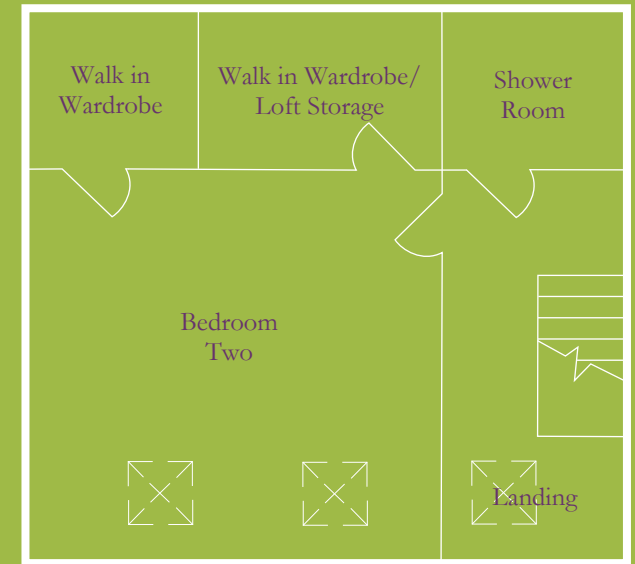 Walk in
Wardrobe
Walk in Wardrobe/
Loft Storage
Shower
Room
Bedroom
Two
Landing